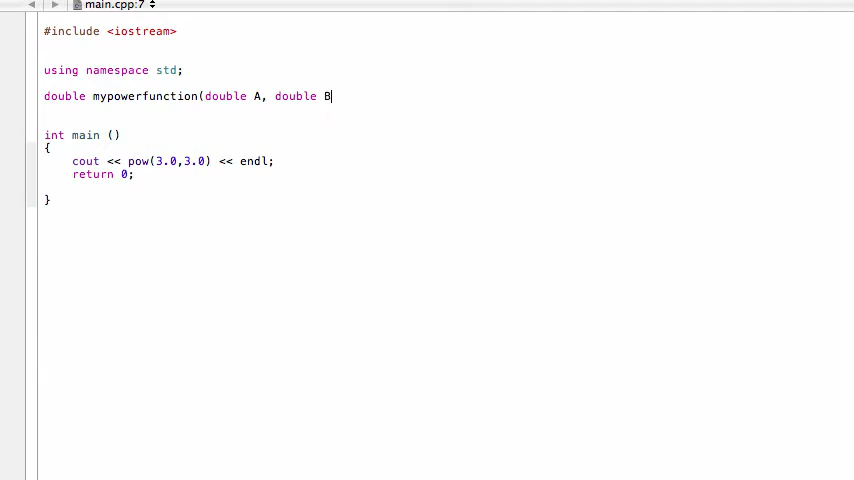 main.cpp:7
#include <iostream>
using namespace std;
double mypowerfunction(double A, double B
int main ()
{
cout << pow(3.0,3.0) << endl;
return 0;
}